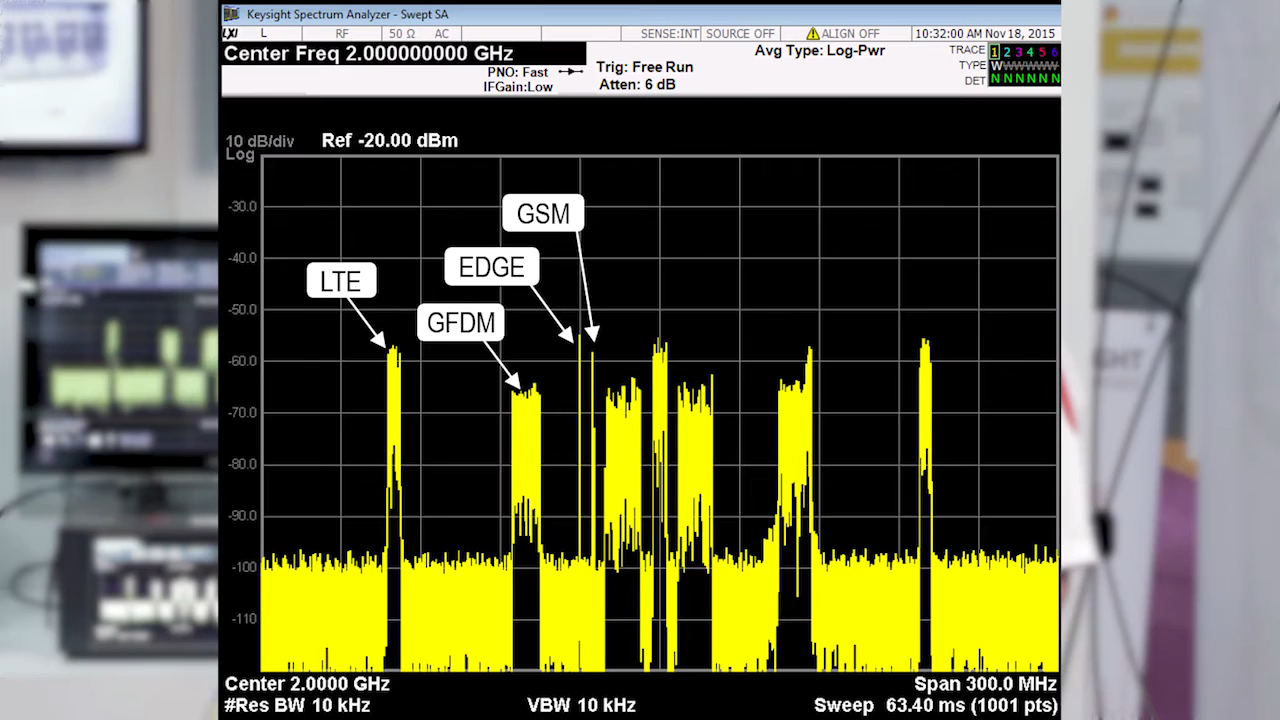 Keysight Spectrum Analyzer - Swept SA
LXI L RF 50 Ω AC SENSE:INT SOURCE OFF ALIGN OFF 10:32:00 AM Nov 18, 2015
Center Freq 2.000000000 GHz
Avg Type: Log-Pwr
TRACE 1 2 3 4 5 6
PNO: Fast
Trig: Free Run
TYPE WWWWWW
IFGain:Low
Atten: 6 dB
DET N N N N N N
10 dB/div Ref -20.00 dBm
Log
-30.0
GSM
-40.0
EDGE
LTE
-50.0
GFDM
-60.0
-70.0
-80.0
-90.0
-100
-110
Center 2.0000 GHz Span 300.0 MHz
#Res BW 10 kHz VBW 10 kHz Sweep 63.40 ms (1001 pts)